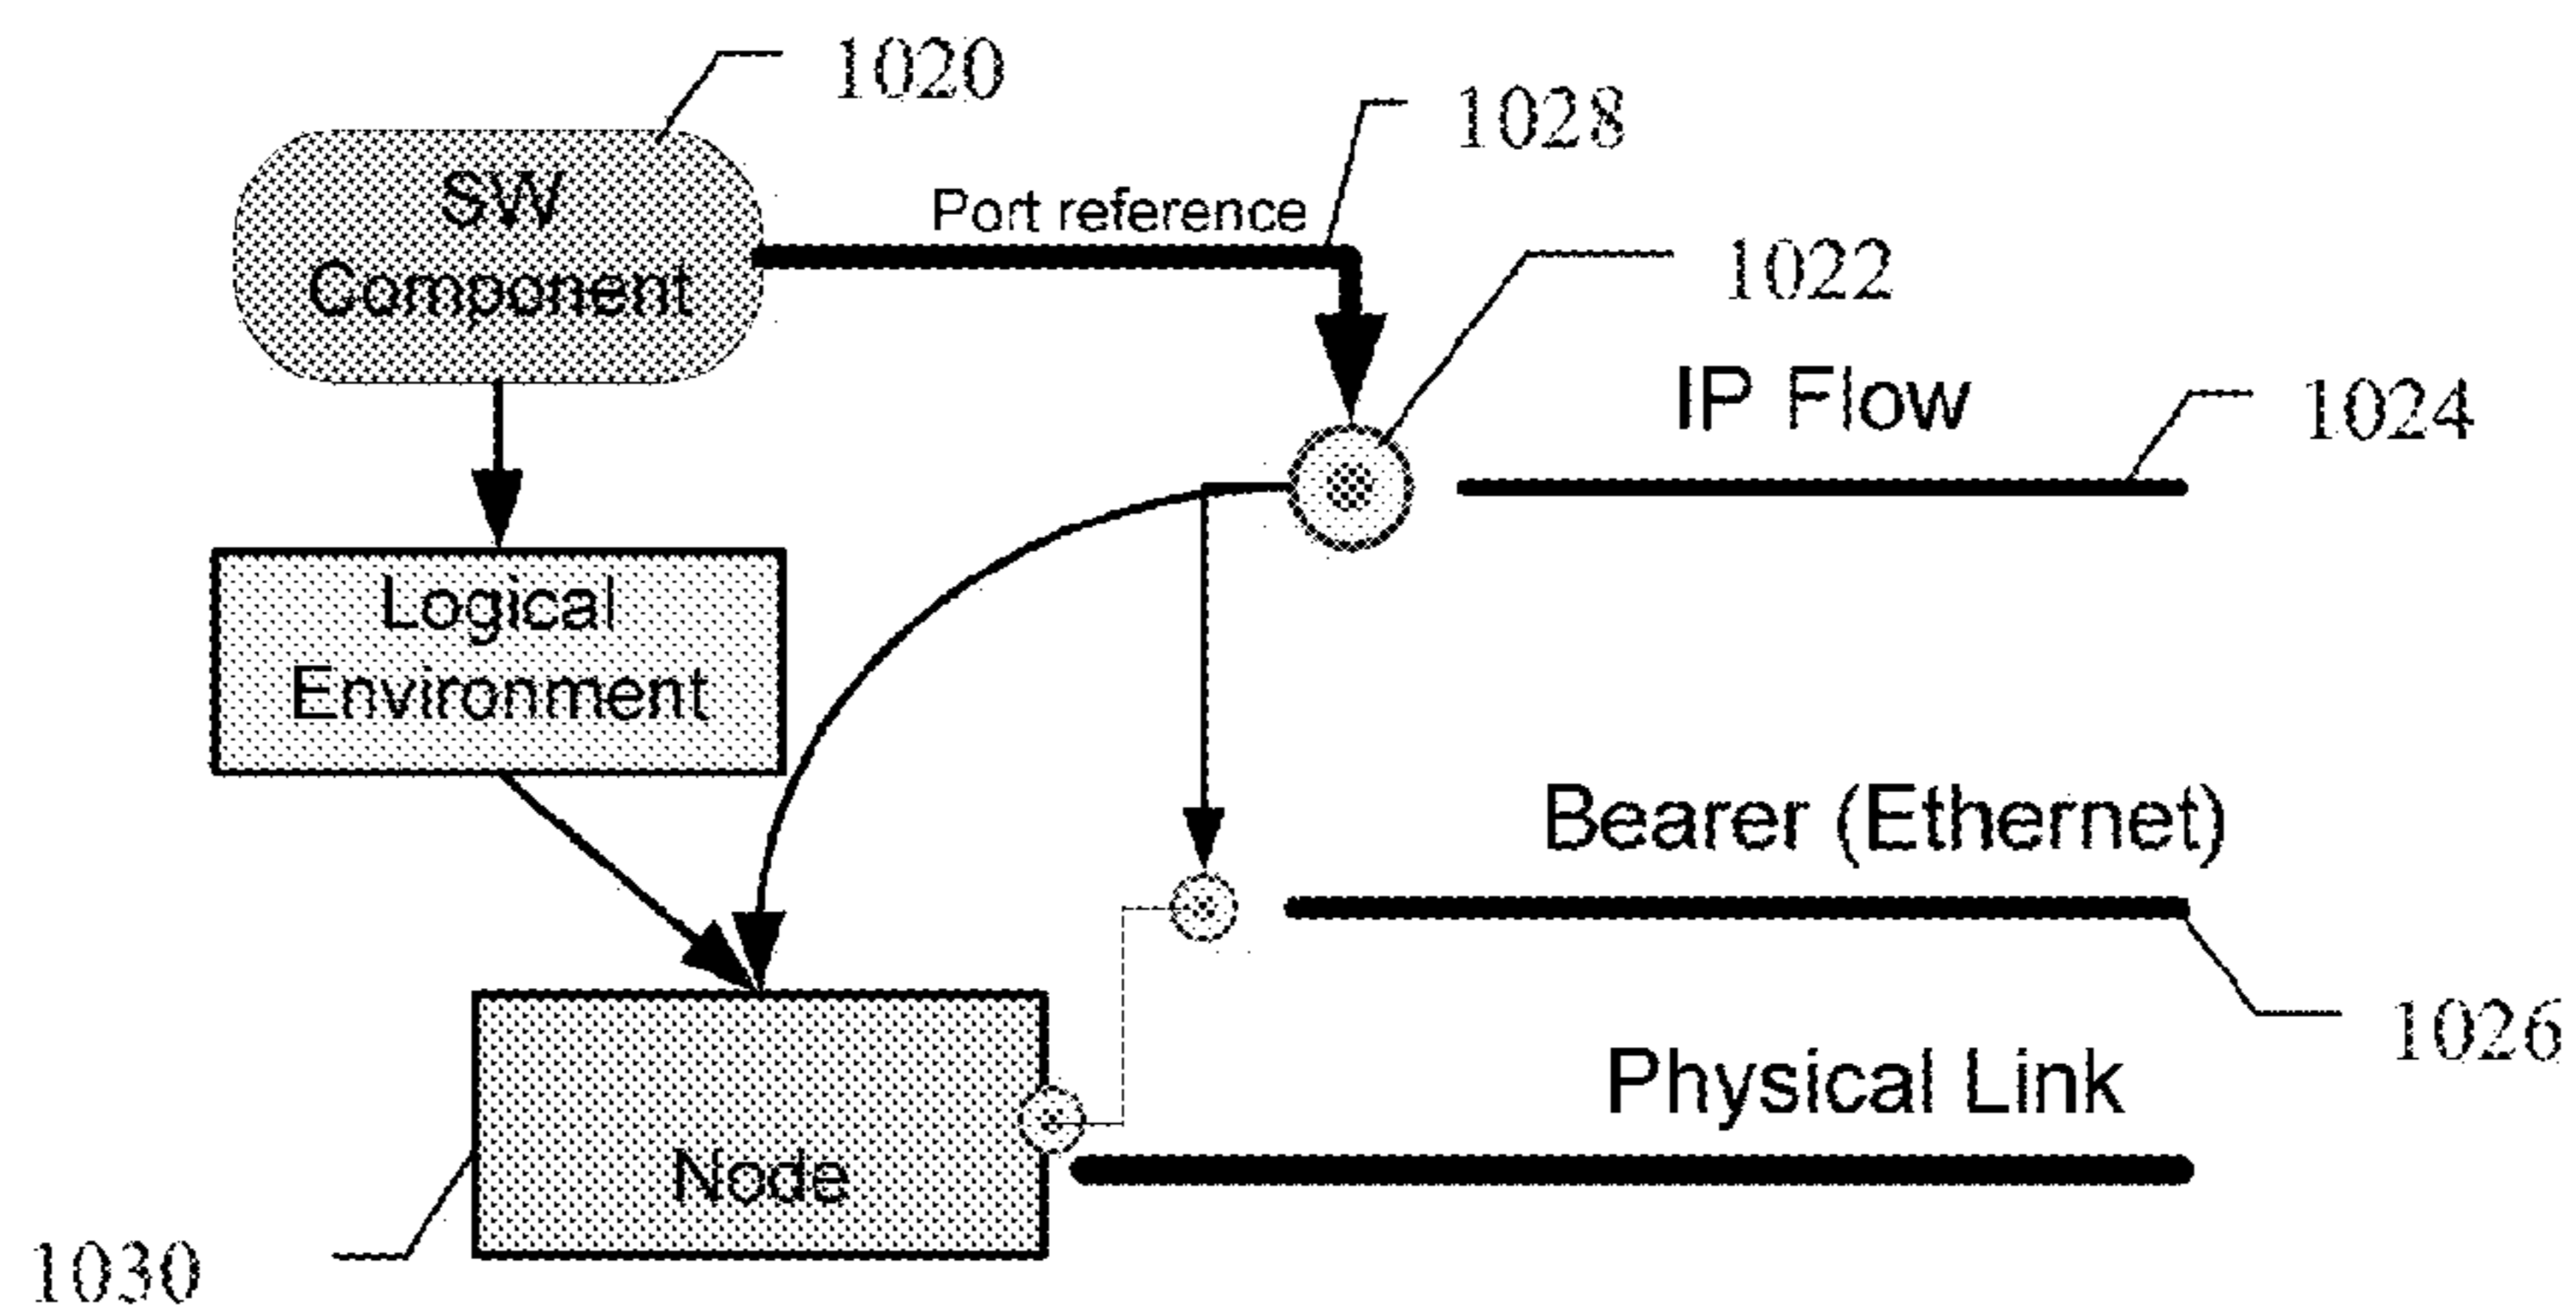 1020
1028
SW
Component
Port reference
1022
IP Flow
1024
Logical
Environment
Bearer (Ethernet)
1026
Physical Link
Node
1030